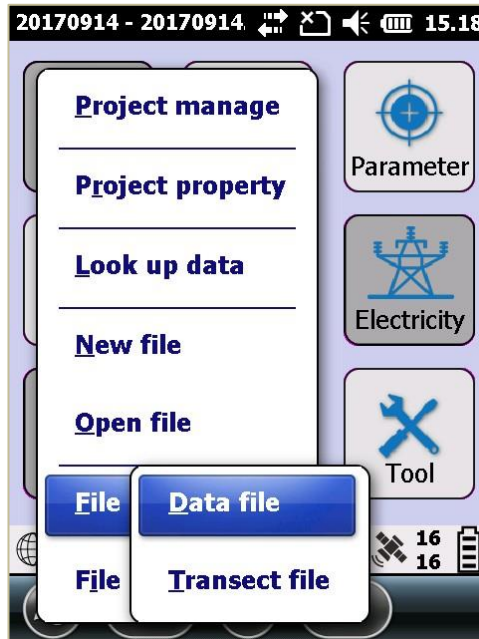 20170914 - 20170914 15.18
Project manage
Project property
Look up data
New file
Open file
File
File
Data file
Transect file
Parameter
Electricity
Tool
16
16